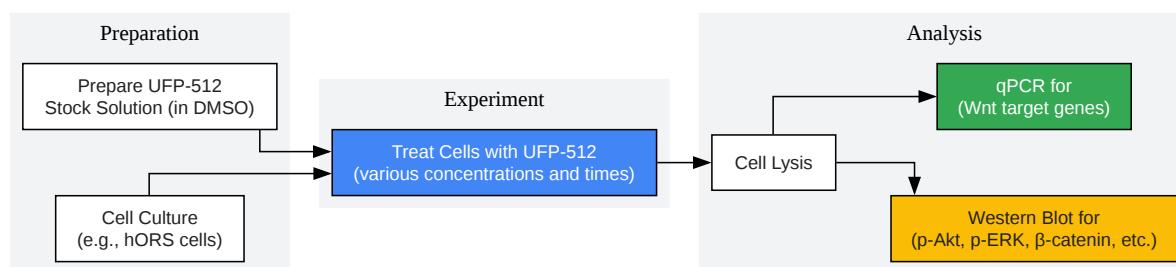 Preparation
Prepare UFP-512
Stock Solution (in DMSO)
Cell Culture
(e.g., hORS cells)
Experiment
Treat Cells with UFP-512
(various concentrations and times)
Analysis
Cell Lysis
qPCR for
(Wnt target genes)
Western Blot for
(p-Akt, p-ERK, β-catenin, etc.)